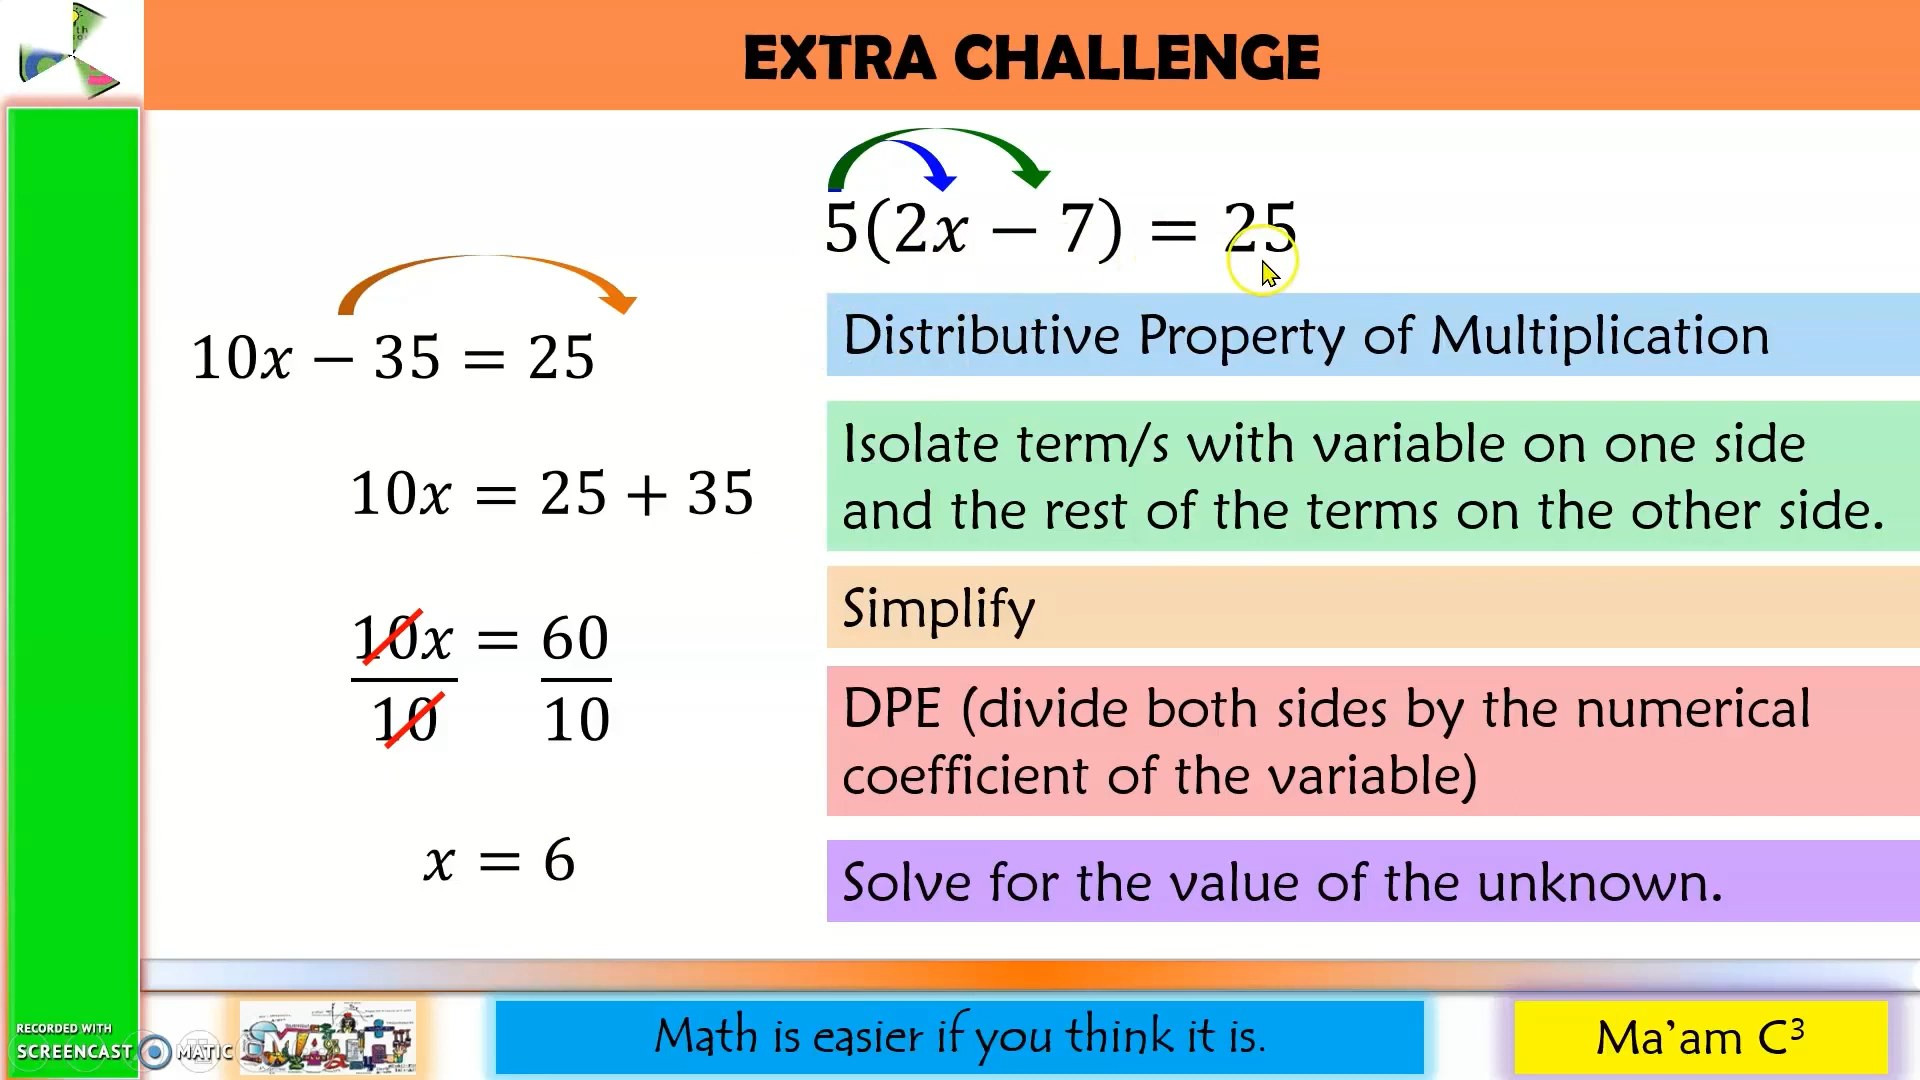 EXTRA CHALLENGE
5(2x − 7) = 25
10x − 35 = 25
10x = 25 + 35
10x = 60
10 10
x = 6
Distributive Property of Multiplication
Isolate term/s with variable on one side
and the rest of the terms on the other side.
Simplify
DPE (divide both sides by the numerical
coefficient of the variable)
Solve for the value of the unknown.
RECORDED WITH
SCREENCAST MATIC
MATH
Math is easier if you think it is.
Ma'am C³